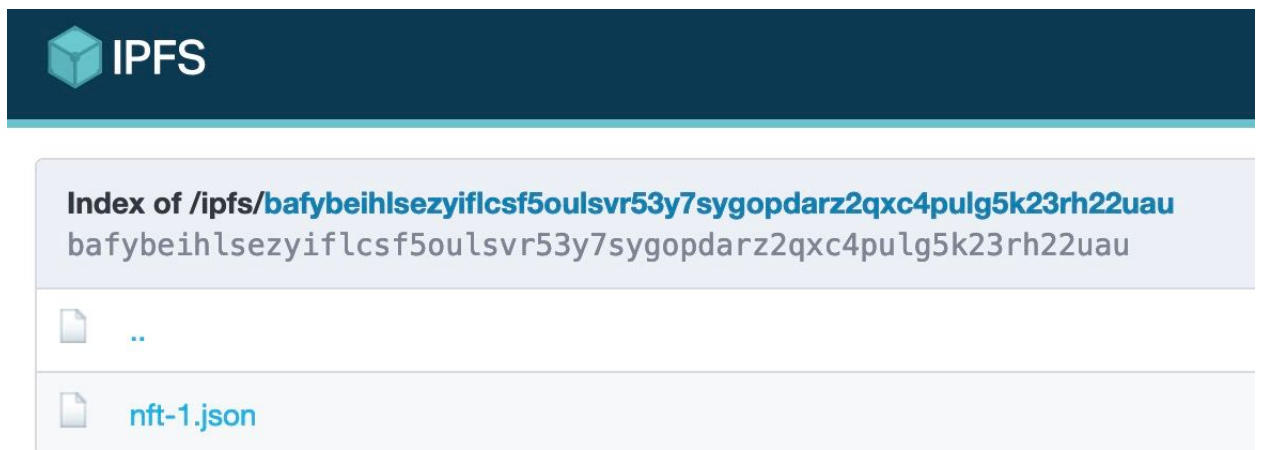 IPFS
Index of /ipfs/bafybeihlsezyiflcsf5oulsvr53y7sygopdarz2qxc4pulg5k23rh22uau
bafybeihlsezyiflcsf5oulsvr53y7sygopdarz2qxc4pulg5k23rh22uau
..
nft-1.json